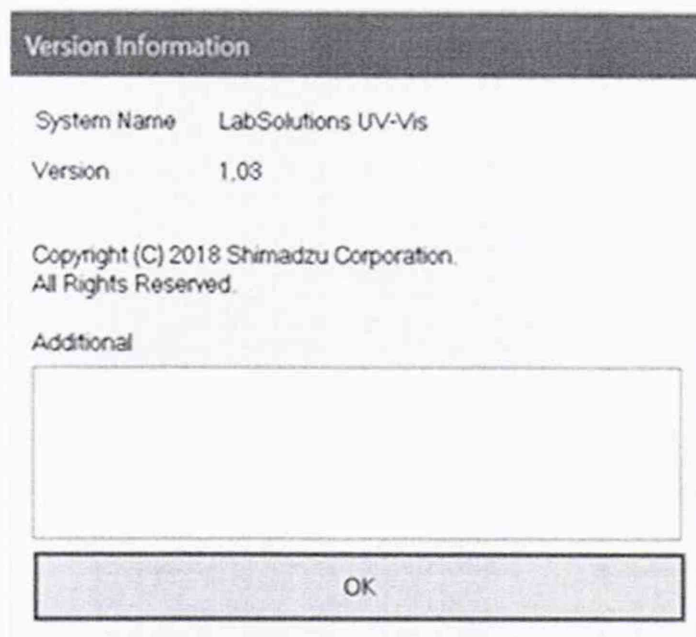 Version Information
System Name LabSolutions UV-Vis
Version 1.03
Copyright (C) 2018 Shimadzu Corporation.
All Rights Reserved.
Additional
OK